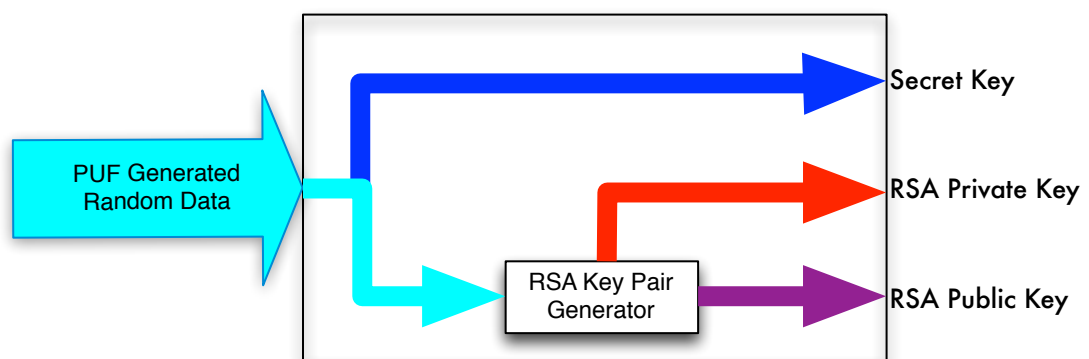 PUF Generated
Random Data
Secret Key
RSA Private Key
RSA Key Pair
Generator
RSA Public Key